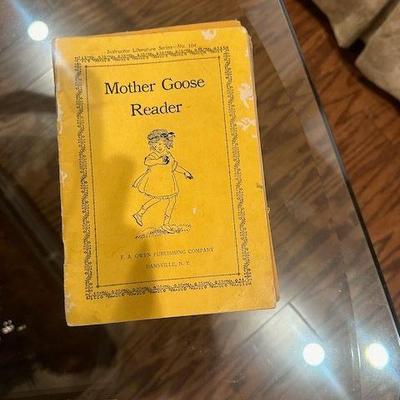 Instructor Literature Series—No. 104
Mother Goose
Reader
F. A. OWEN PUBLISHING COMPANY
DANSVILLE, N. Y.